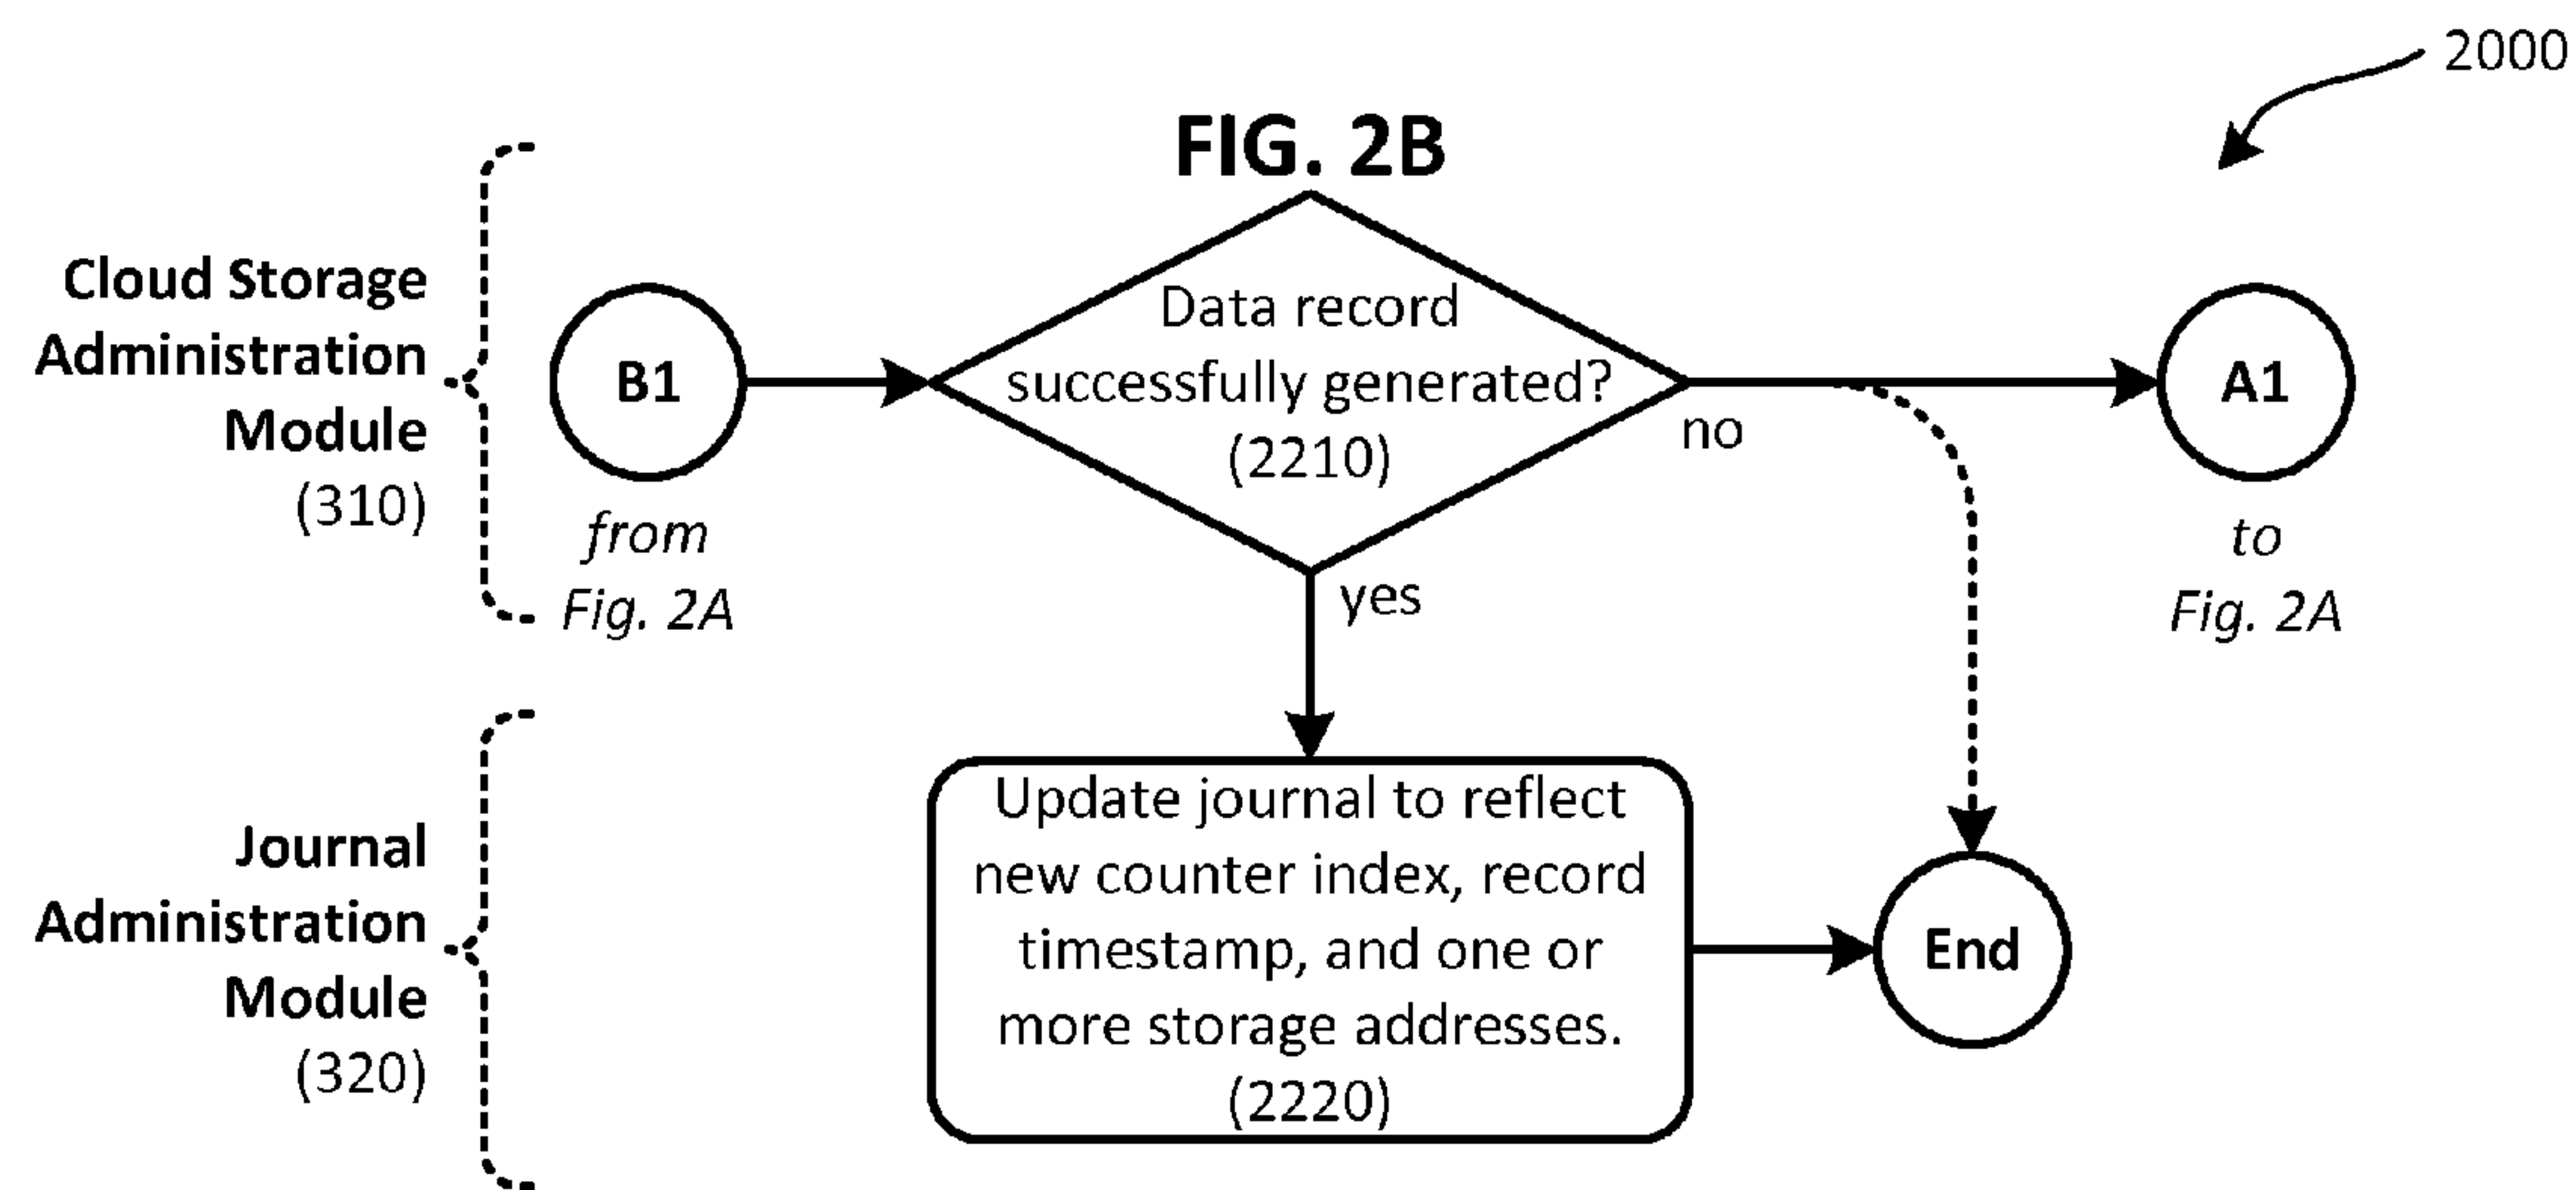 2000
FIG. 2B
Cloud Storage
Administration
Module
(310)
B1
from
Fig. 2A
Data record
successfully generated?
(2210)
no
yes
A1
to
Fig. 2A
Journal
Administration
Module
(320)
Update journal to reflect
new counter index, record
timestamp, and one or
more storage addresses.
(2220)
End